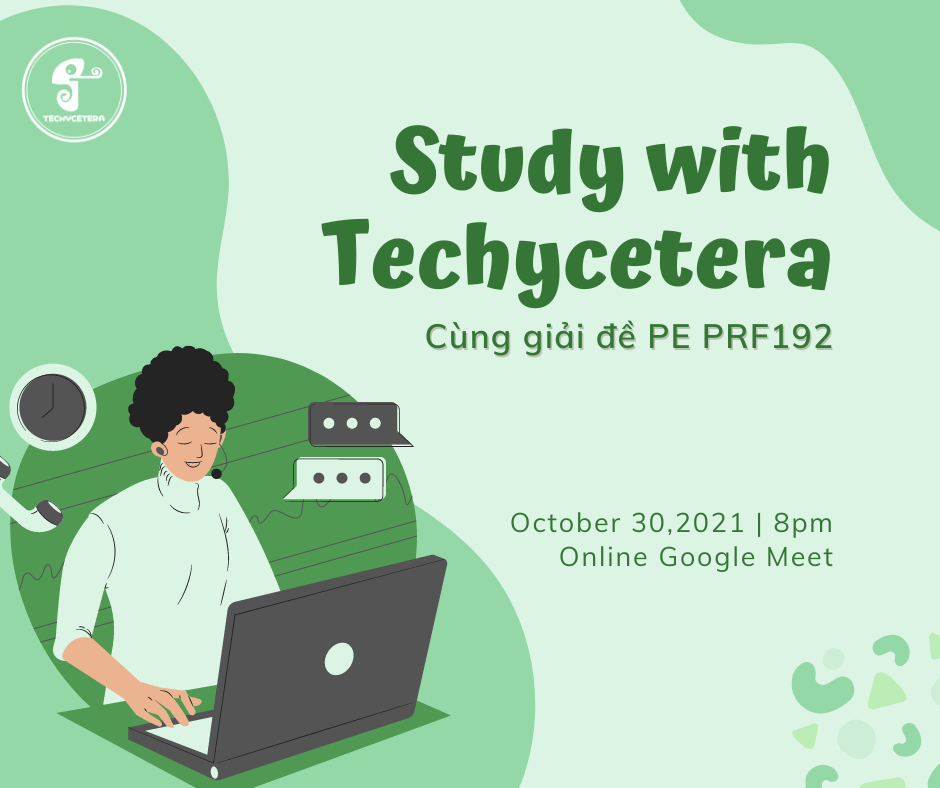 TECHYCETERA
Study with
Techycetera
Cùng giải đề PE PRF192
October 30,2021 | 8pm
Online Google Meet